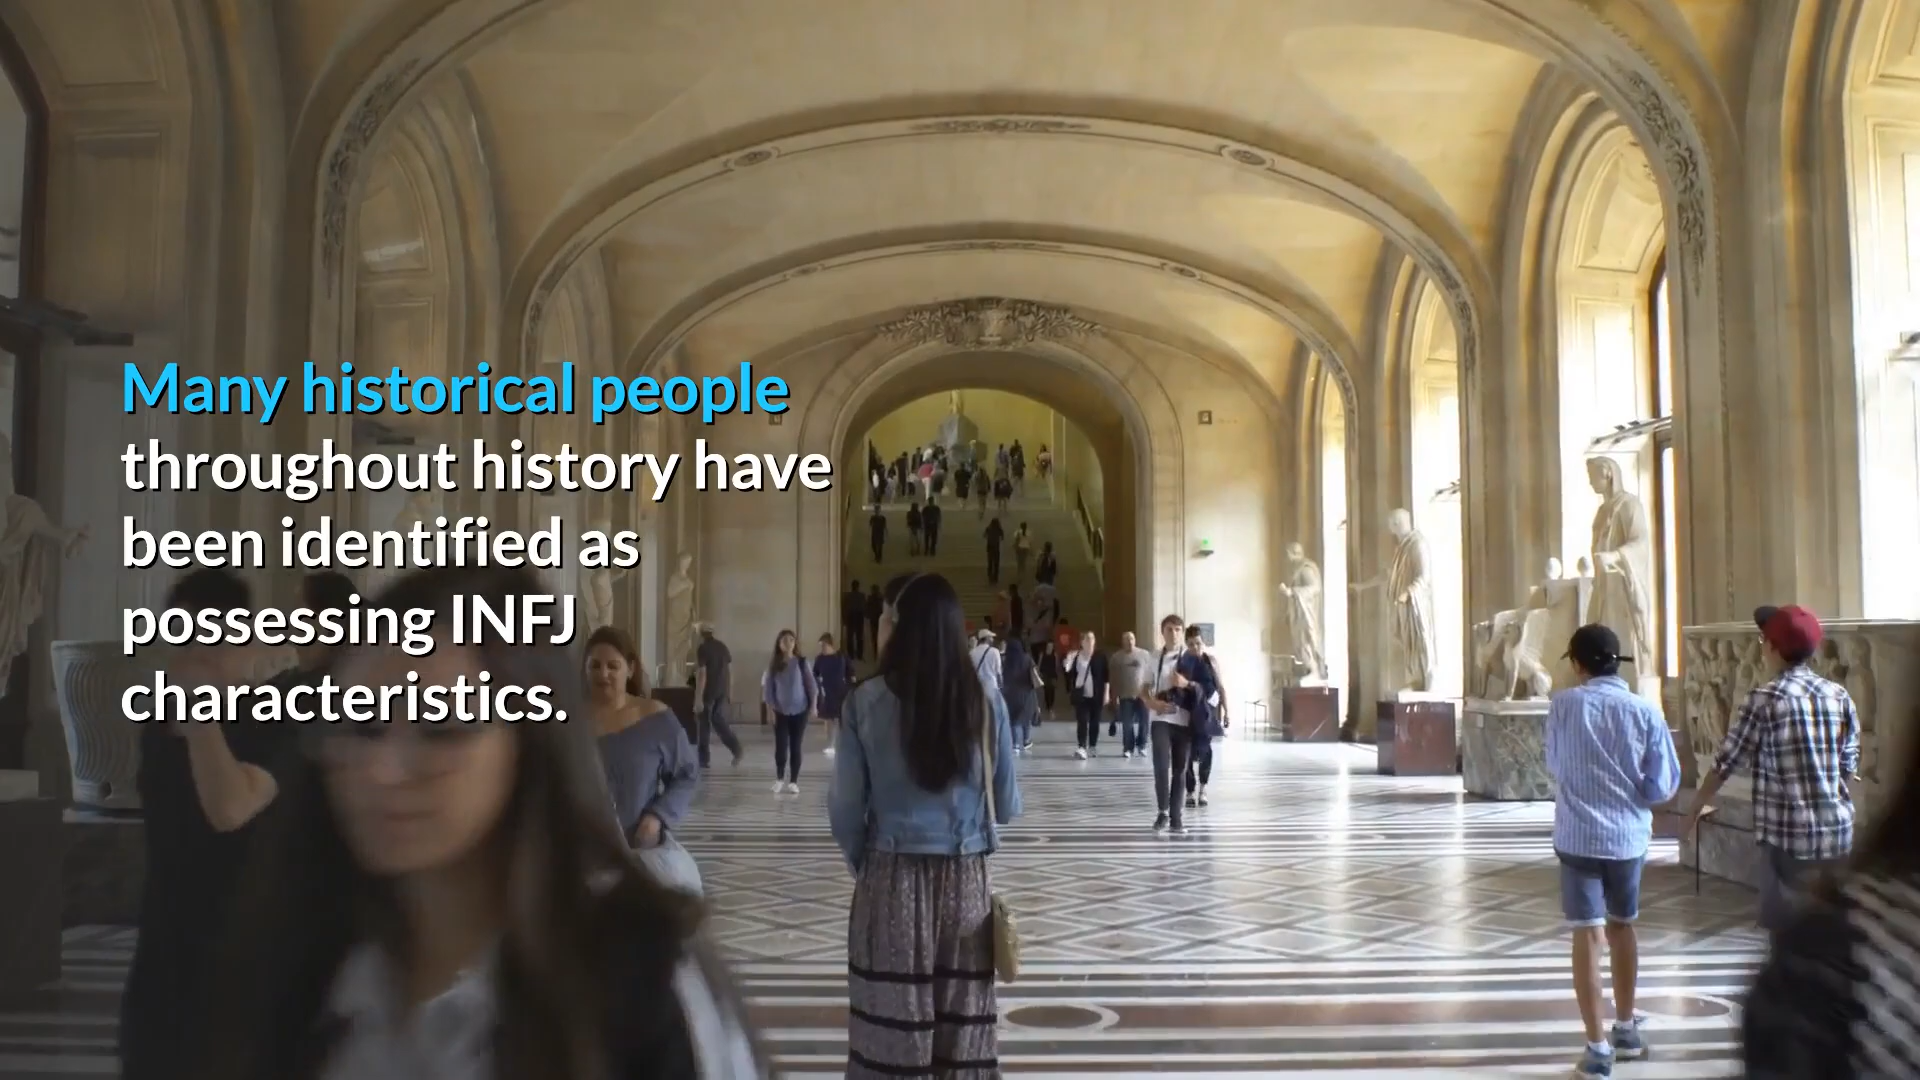 Many historical people
throughout history have
been identified as
possessing INFJ
characteristics.